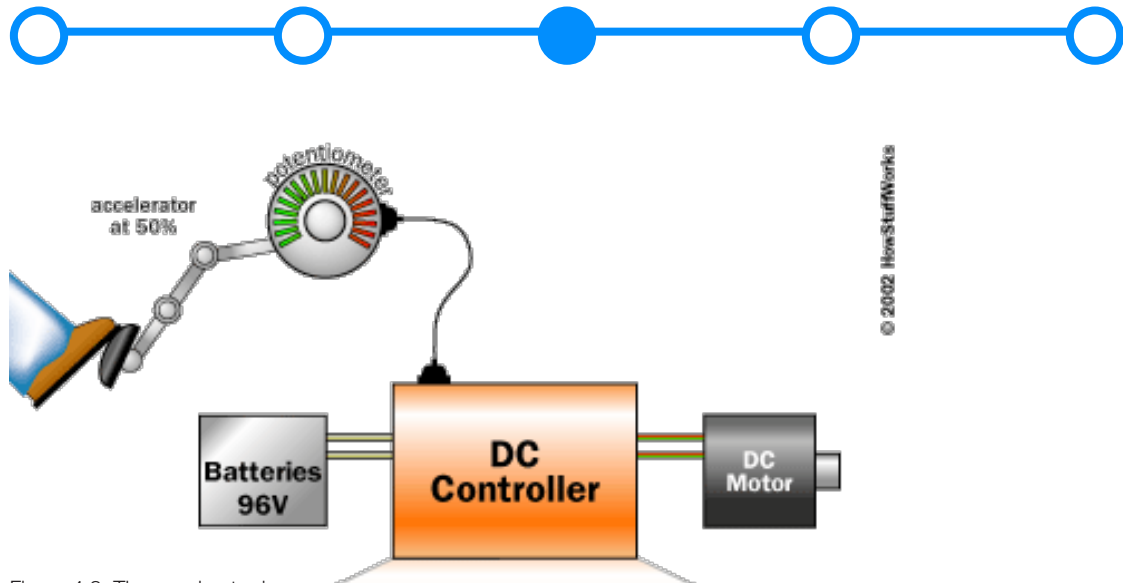 potentiometer
accelerator
at 50%
© 2002 HowStuffWorks
Batteries
96V
DC
Controller
DC
Motor